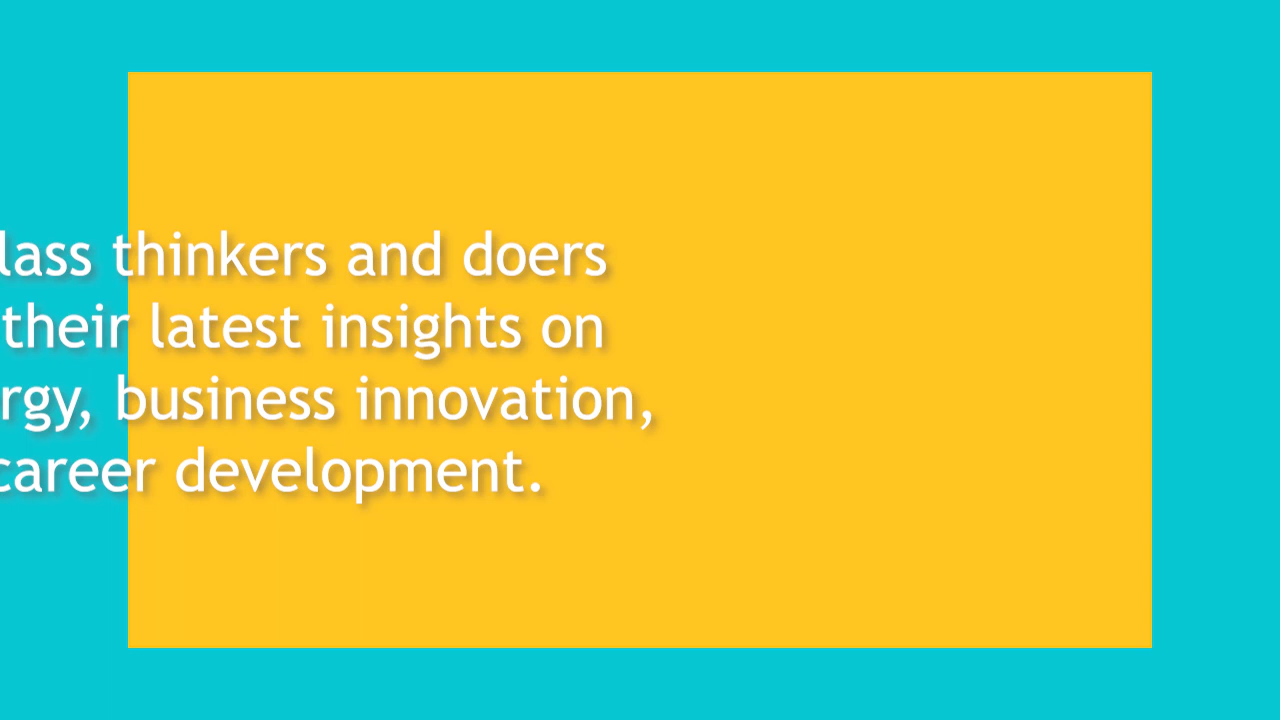 lass thinkers and doers
their latest insights on
rgy, business innovation,
career development.